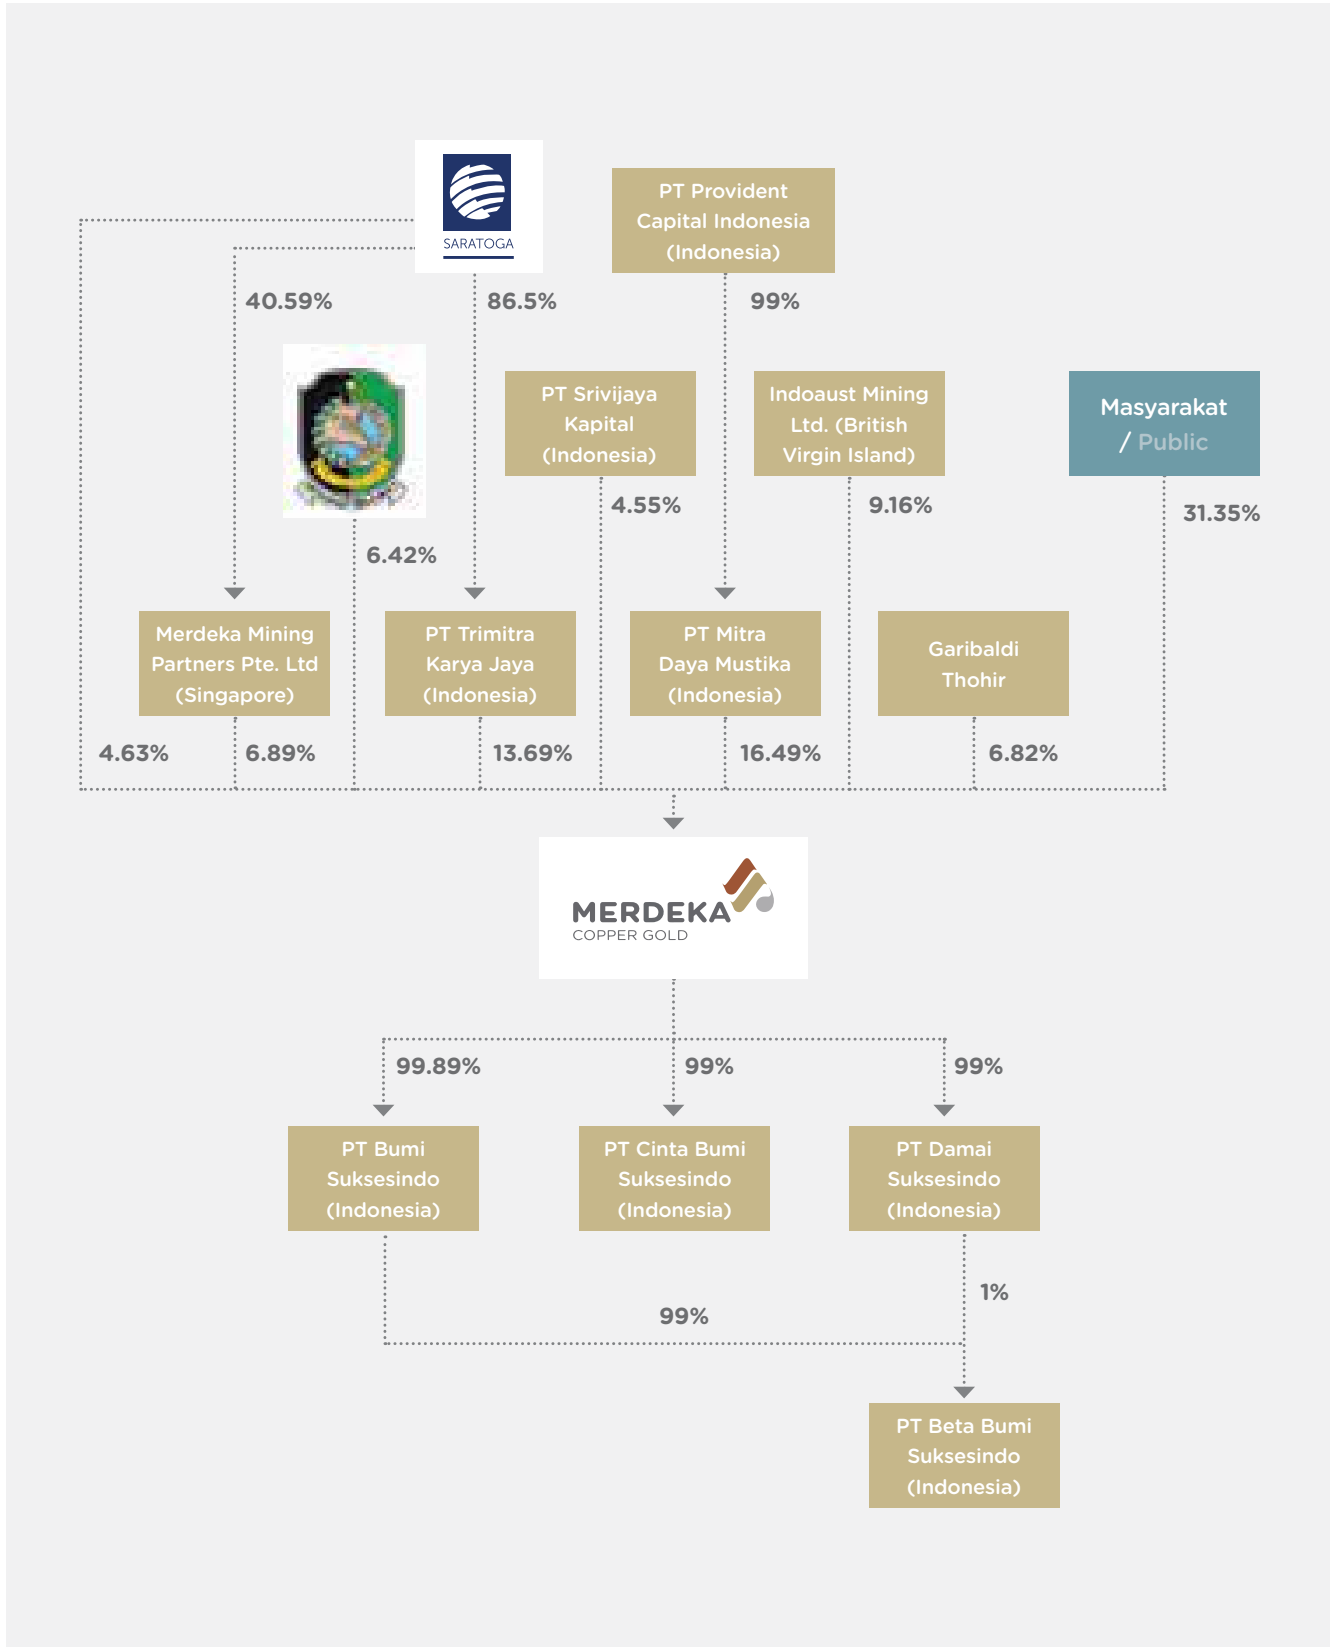 SARATOGA
PT Provident
Capital Indonesia
(Indonesia)
40.59%
86.5%
99%
PT Srivijaya
Kapital
(Indonesia)
Indoaust Mining
Ltd. (British
Virgin Island)
Masyarakat
/ Public
4.55%
9.16%
31.35%
6.42%
Merdeka Mining
Partners Pte. Ltd
(Singapore)
PT Trimitra
Karya Jaya
(Indonesia)
PT Mitra
Daya Mustika
(Indonesia)
Garibaldi
Thohir
4.63%
6.89%
13.69%
16.49%
6.82%
MERDEKA
COPPER GOLD
99.89%
99%
99%
PT Bumi
Suksesindo
(Indonesia)
PT Cinta Bumi
Suksesindo
(Indonesia)
PT Damai
Suksesindo
(Indonesia)
1%
99%
PT Beta Bumi
Suksesindo
(Indonesia)